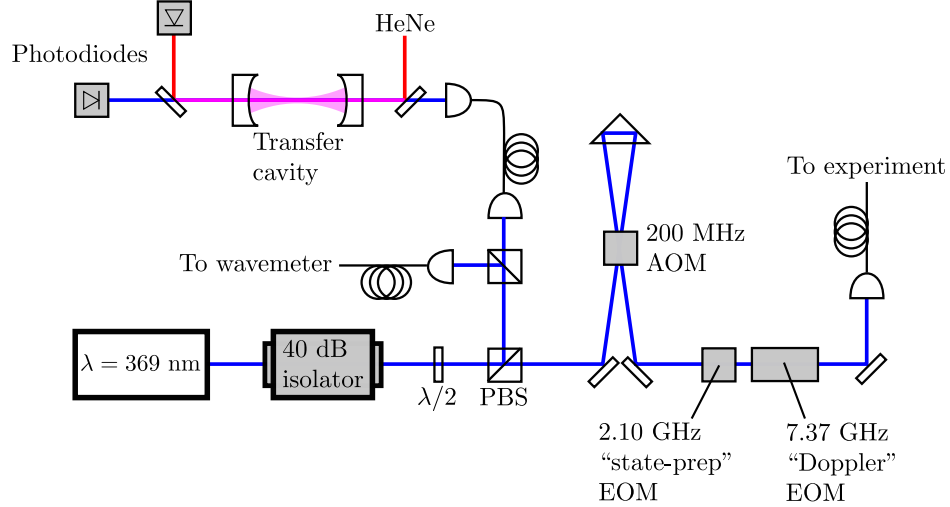 HeNe
Photodiodes
Transfer
cavity
To experiment
200 MHz
AOM
To wavemeter
λ = 369 nm
40 dB
isolator
λ/2
PBS
2.10 GHz
“state-prep”
EOM
7.37 GHz
“Doppler”
EOM